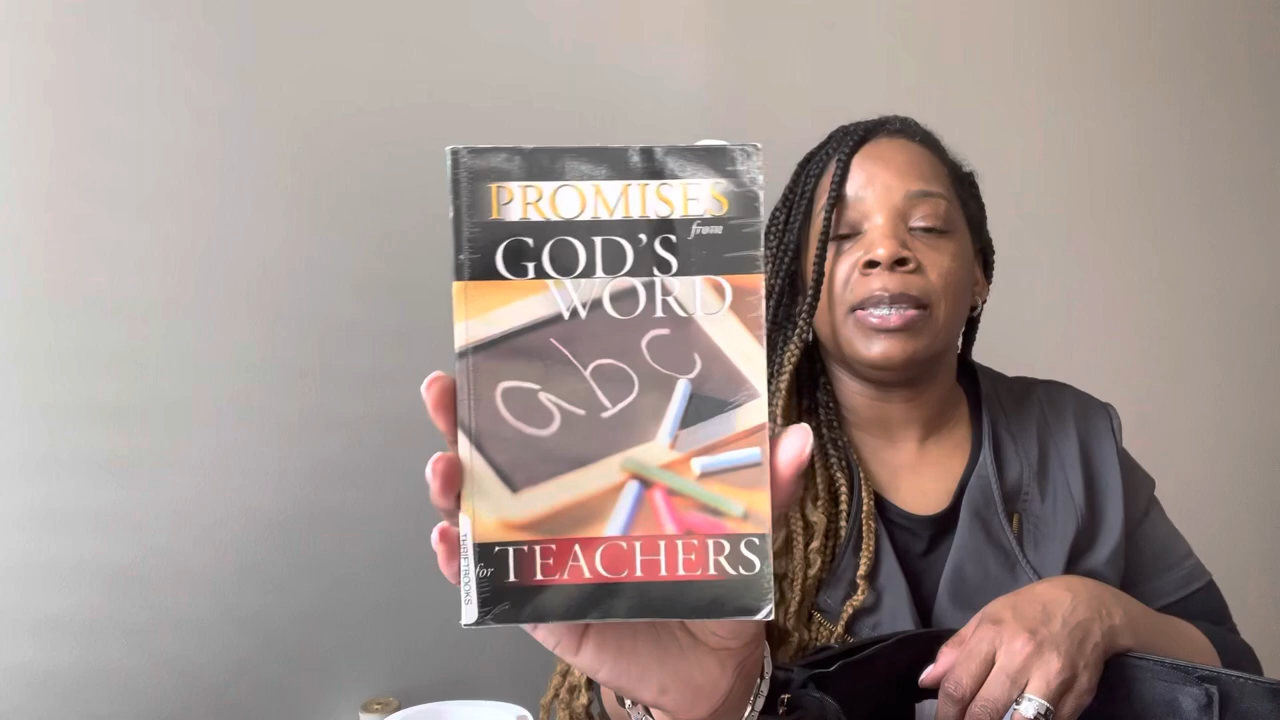 PROMISES
from
GOD'S
WORD
abc
for TEACHERS
THRIFTBOOKS